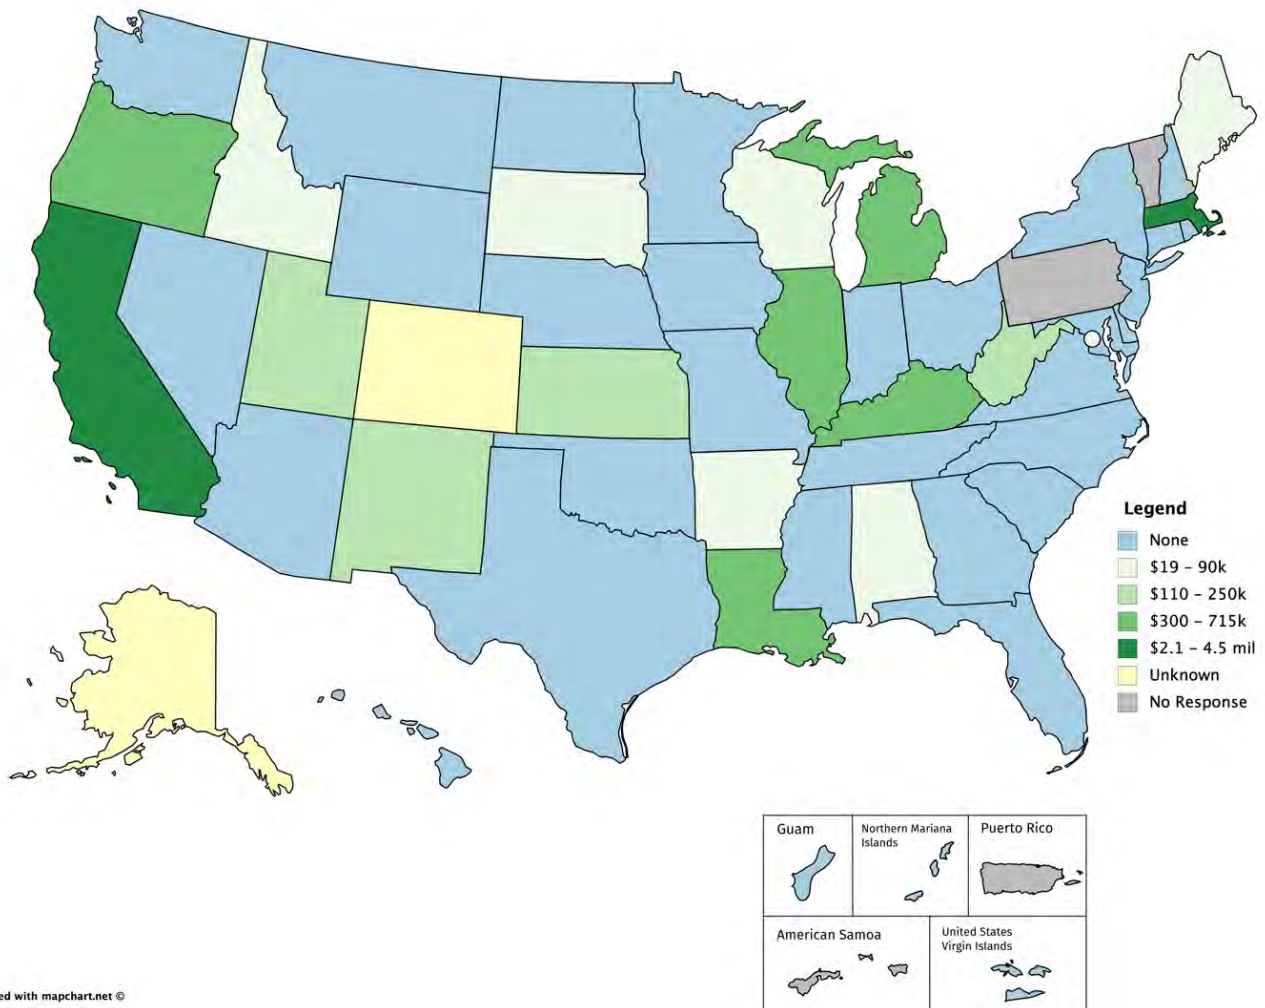 Legend
None
$19 – 90k
$110 – 250k
$300 – 715k
$2.1 – 4.5 mil
Unknown
No Response
Guam
Northern Mariana
Islands
Puerto Rico
American Samoa
United States
Virgin Islands
ed with mapchart.net ©